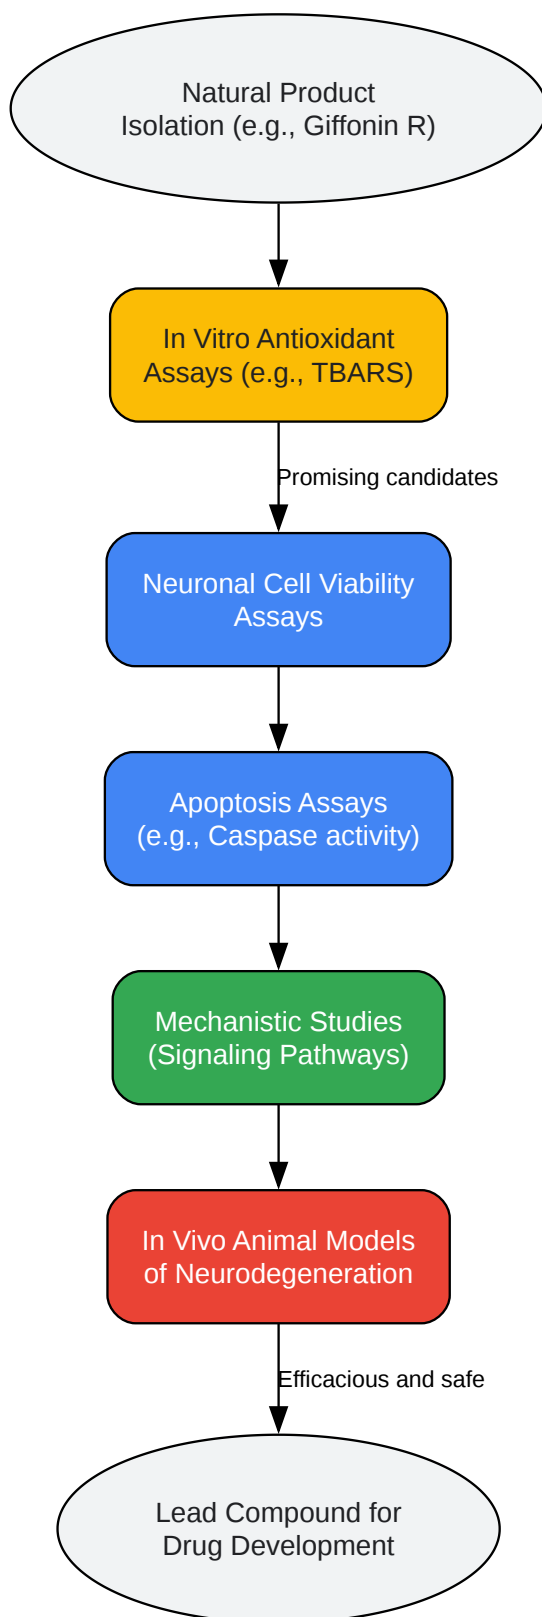 Natural Product
Isolation (e.g., Giffonin R)
In Vitro Antioxidant
Assays (e.g., TBARS)
Promising candidates
Neuronal Cell Viability
Assays
Apoptosis Assays
(e.g., Caspase activity)
Mechanistic Studies
(Signaling Pathways)
In Vivo Animal Models
of Neurodegeneration
Efficacious and safe
Lead Compound for
Drug Development